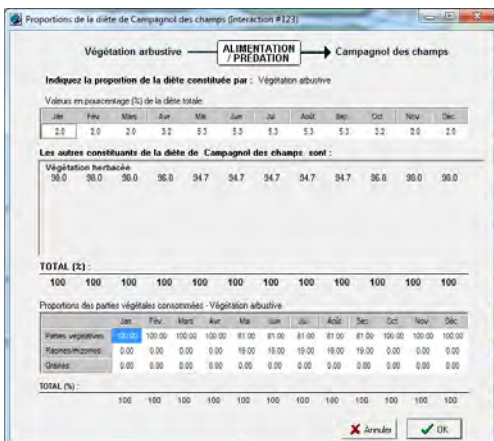 Proportions de la diète de Campagnol des champs (Interaction #123)
Végétation arbustive ALIMENTATION / PRÉDATION Campagnol des champs
Indiquez la proportion de la diète constituée par : Végétation arbustive
Valeurs en pourcentage (%) de la diète totale:
Jan Fév Mars Avr Mai Juin Jui Août Sep Oct Nov Déc
2.0 2.0 2.0 3.2 5.3 5.3 5.3 5.3 5.3 3.2 2.0 2.0
Les autres constituants de la diète de Campagnol des champs sont :
Végétation herbacée
98.0 98.0 98.0 96.8 94.7 94.7 94.7 94.7 94.7 96.8 98.0 98.0
TOTAL (%) :
100 100 100 100 100 100 100 100 100 100 100 100
Proportions des parties végétales consommées - Végétation arbustive
Jan Fév Mars Avr Mai Juin Jui Août Sep Oct Nov Déc
Parties végétatives 100.00 100.00 100.00 100.00 81.00 81.00 81.00 81.00 81.00 100.00 100.00 100.00
Racines/rhizomes 0.00 0.00 0.00 0.00 19.00 19.00 19.00 19.00 19.00 0.00 0.00 0.00
Graines 0.00 0.00 0.00 0.00 0.00 0.00 0.00 0.00 0.00 0.00 0.00 0.00
TOTAL (%) :
100 100 100 100 100 100 100 100 100 100 100 100
Annuler OK